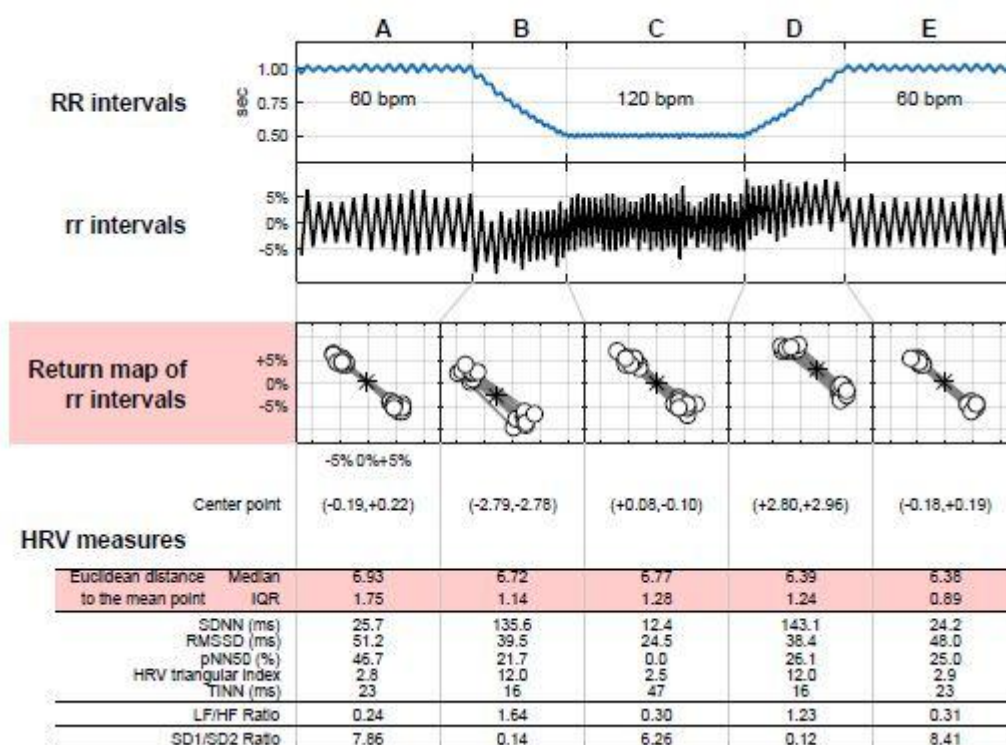 A B C D E
RR intervals
sec
1.00
0.75
0.50
60 bpm 120 bpm 60 bpm
rr intervals
5%
0%
-5%
Return map of
rr intervals
+5%
0%
-5%
-5% 0%+5%
Center point (-0.19,+0.22) (-2.79,-2.78) (+0.08,-0.10) (+2.80,+2.96) (-0.18,+0.19)
HRV measures
Euclidean distance Median 6.93 6.72 6.77 6.39 6.38
to the mean point IQR 1.75 1.14 1.28 1.24 0.89
SDNN (ms) 25.7 135.6 12.4 143.1 24.2
RMSSD (ms) 51.2 39.5 24.5 38.4 48.0
pNN50 (%) 46.7 21.7 0.0 26.1 25.0
HRV triangular index 2.8 12.0 2.5 12.0 2.9
TINN (ms) 23 16 47 16 23
LF/HF Ratio 0.24 1.64 0.30 1.23 0.31
SD1/SD2 Ratio 7.86 0.14 6.26 0.12 8.41